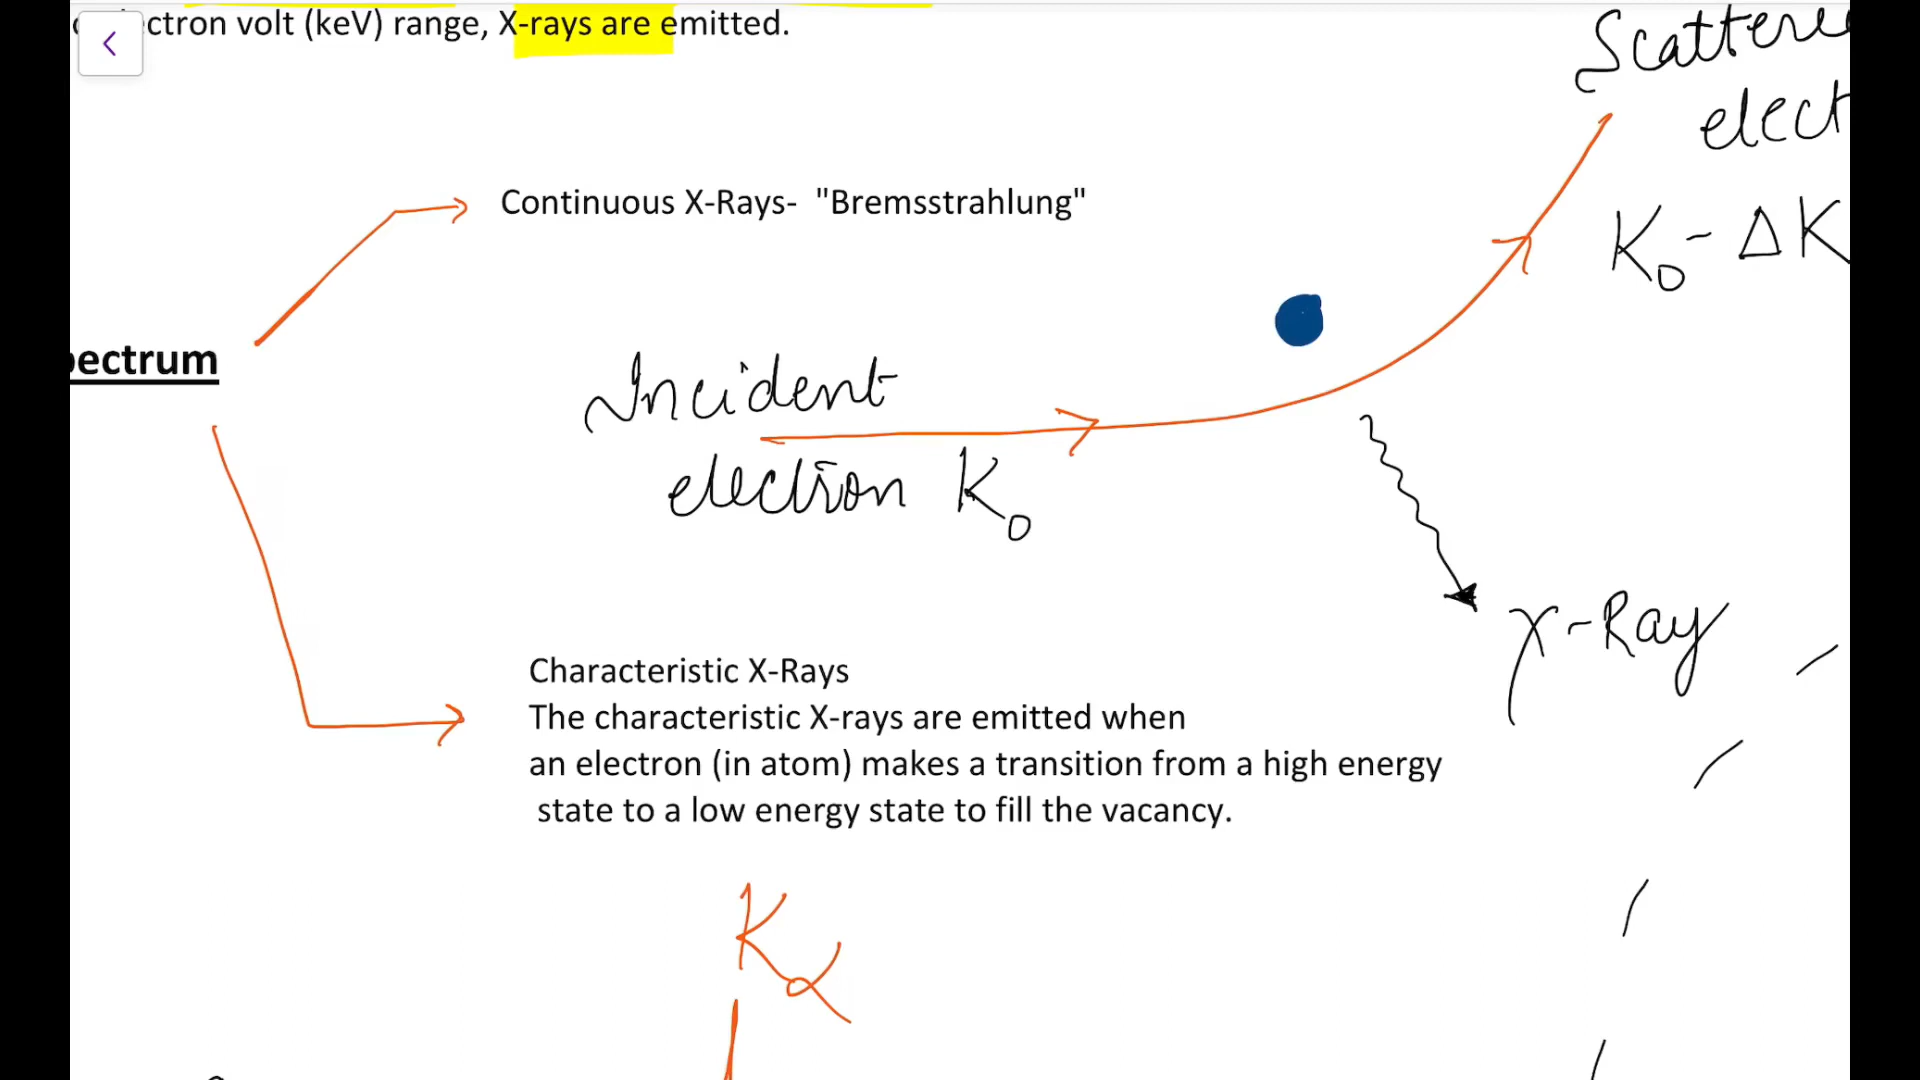 ctron volt (keV) range, X-rays are emitted.
Scattere
elect
K₀ - ΔK
Continuous X-Rays-  "Bremsstrahlung"
pectrum
Incident
electron K₀
X-Ray
Characteristic X-Rays
The characteristic X-rays are emitted when
an electron (in atom) makes a transition from a high energy
state to a low energy state to fill the vacancy.
Kα